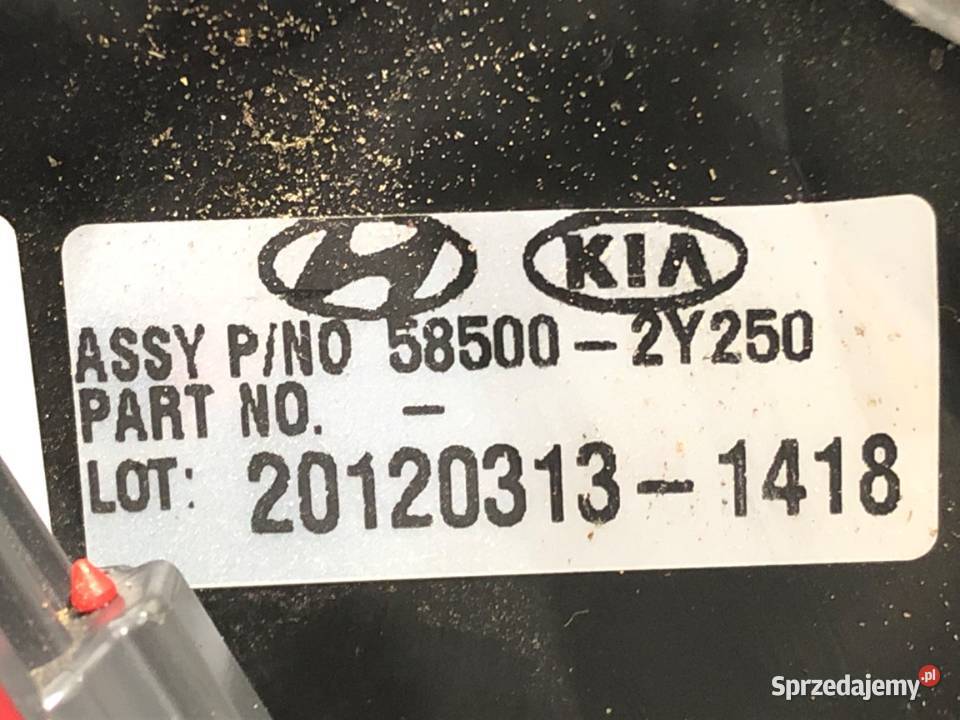 KIA
ASSY P/NO 58500-2Y250
PART NO. -
LOT: 20120313-1418
Sprzedajemy.pl